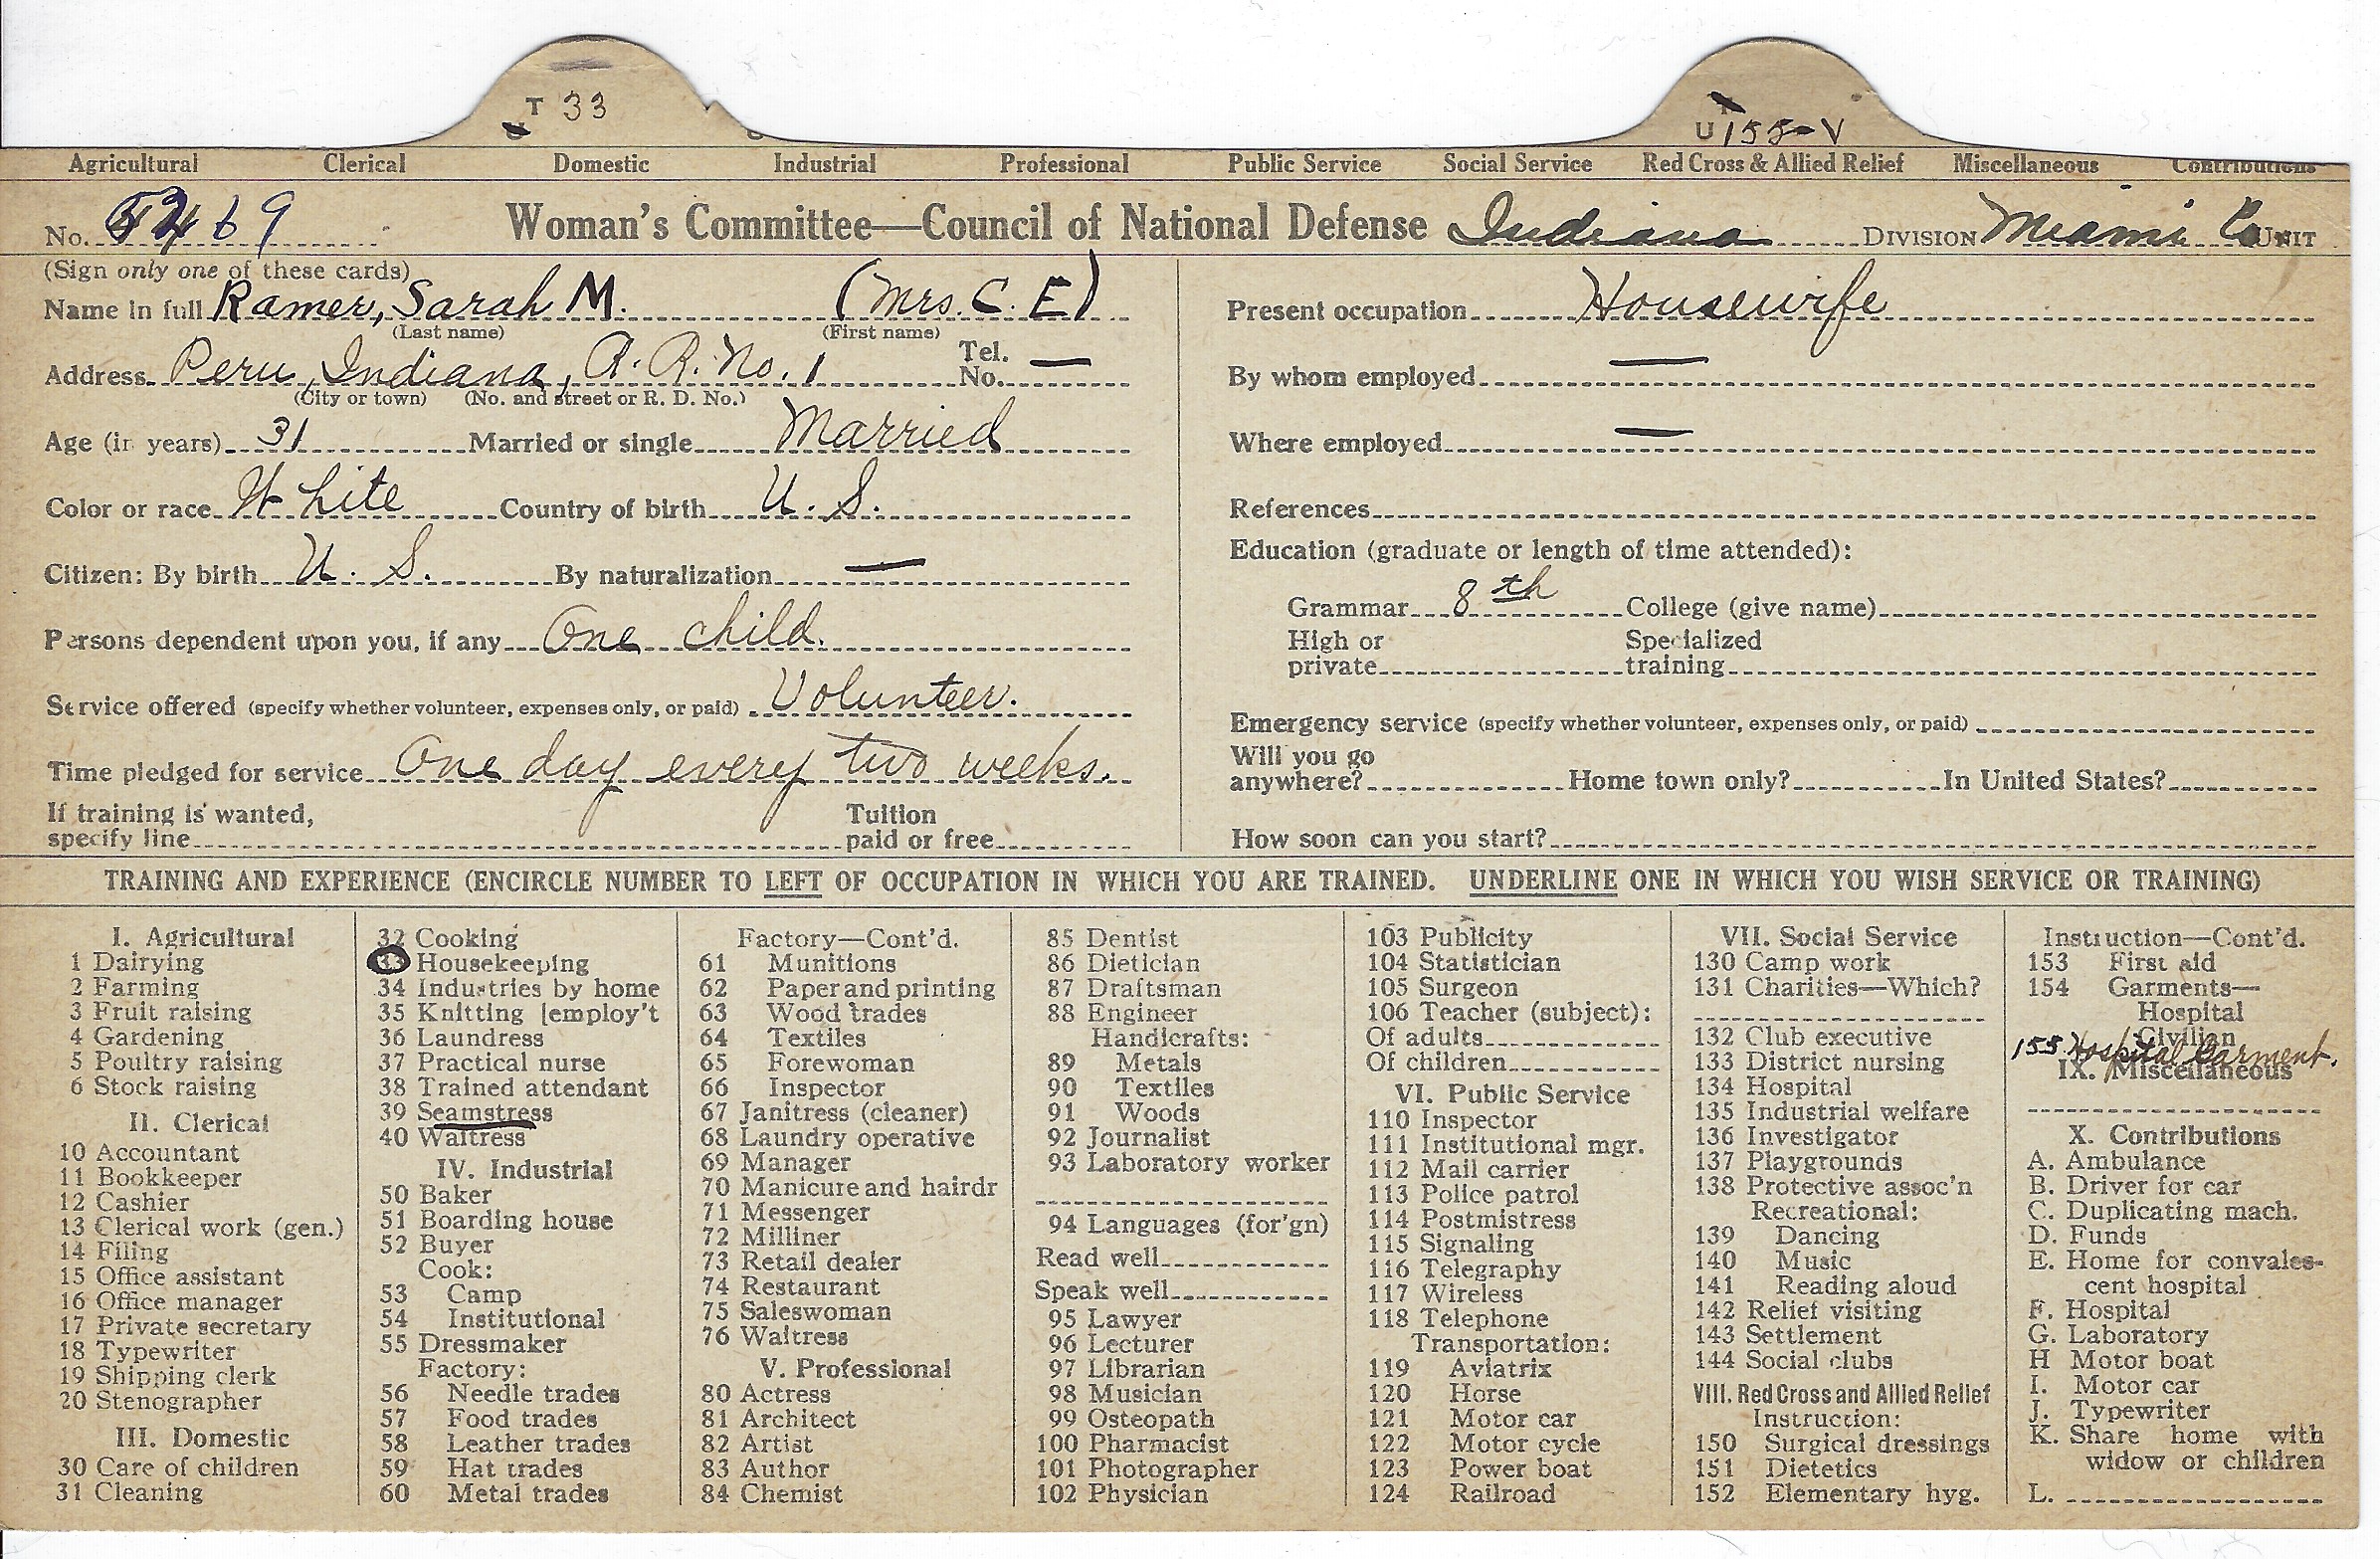 T 33
U 155-V
Agricultural Clerical Domestic Industrial Professional Public Service Social Service Red Cross & Allied Relief Miscellaneous Contributions
No. 69 Woman's Committee—Council of National Defense Indiana DIVISION Miami Co. UNIT
(Sign only one of these cards)
Name in full Ramer, Sarah M. (Mrs. C. E)
(Last name) (First name)
Address Peru, Indiana, R. R. No. 1 Tel. No. —
(City or town) (No. and street or R. D. No.)
Age (in years) 31 Married or single Married
Color or race White Country of birth U. S.
Citizen: By birth U. S. By naturalization —
Persons dependent upon you, if any One child.
Service offered (specify whether volunteer, expenses only, or paid) Volunteer.
Time pledged for service One day every two weeks.
If training is wanted,
specify line Tuition paid or free
Present occupation Housewife
By whom employed —
Where employed —
References
Education (graduate or length of time attended):
Grammar 8th College (give name)
High or private Specialized training
Emergency service (specify whether volunteer, expenses only, or paid)
Will you go
anywhere? Home town only? In United States?
How soon can you start?
TRAINING AND EXPERIENCE (ENCIRCLE NUMBER TO LEFT OF OCCUPATION IN WHICH YOU ARE TRAINED. UNDERLINE ONE IN WHICH YOU WISH SERVICE OR TRAINING)
I. Agricultural
1 Dairying
2 Farming
3 Fruit raising
4 Gardening
5 Poultry raising
6 Stock raising
II. Clerical
10 Accountant
11 Bookkeeper
12 Cashier
13 Clerical work (gen.)
14 Filing
15 Office assistant
16 Office manager
17 Private secretary
18 Typewriter
19 Shipping clerk
20 Stenographer
III. Domestic
30 Care of children
31 Cleaning
32 Cooking
33 Housekeeping
34 Industries by home
35 Knitting [employ't
36 Laundress
37 Practical nurse
38 Trained attendant
39 Seamstress
40 Waitress
IV. Industrial
50 Baker
51 Boarding house
52 Buyer
Cook:
53 Camp
54 Institutional
55 Dressmaker
Factory:
56 Needle trades
57 Food trades
58 Leather trades
59 Hat trades
60 Metal trades
Factory—Cont'd.
61 Munitions
62 Paper and printing
63 Wood trades
64 Textiles
65 Forewoman
66 Inspector
67 Janitress (cleaner)
68 Laundry operative
69 Manager
70 Manicure and hairdr
71 Messenger
72 Milliner
73 Retail dealer
74 Restaurant
75 Saleswoman
76 Waitress
V. Professional
80 Actress
81 Architect
82 Artist
83 Author
84 Chemist
85 Dentist
86 Dietician
87 Draftsman
88 Engineer
Handicrafts:
89 Metals
90 Textiles
91 Woods
92 Journalist
93 Laboratory worker
94 Languages (for'gn)
Read well
Speak well
95 Lawyer
96 Lecturer
97 Librarian
98 Musician
99 Osteopath
100 Pharmacist
101 Photographer
102 Physician
103 Publicity
104 Statistician
105 Surgeon
106 Teacher (subject):
Of adults
Of children
VI. Public Service
110 Inspector
111 Institutional mgr.
112 Mail carrier
113 Police patrol
114 Postmistress
115 Signaling
116 Telegraphy
117 Wireless
118 Telephone
Transportation:
119 Aviatrix
120 Horse
121 Motor car
122 Motor cycle
123 Power boat
124 Railroad
VII. Social Service
130 Camp work
131 Charities—Which?
132 Club executive
133 District nursing
134 Hospital
135 Industrial welfare
136 Investigator
137 Playgrounds
138 Protective assoc'n
Recreational:
139 Dancing
140 Music
141 Reading aloud
142 Relief visiting
143 Settlement
144 Social clubs
VIII. Red Cross and Allied Relief
Instruction:
150 Surgical dressings
151 Dietetics
152 Elementary hyg.
Instruction—Cont'd.
153 First aid
154 Garments—
Hospital
Civilian
155 Hospital Garment.
IX. Miscellaneous
X. Contributions
A. Ambulance
B. Driver for car
C. Duplicating mach.
D. Funds
E. Home for convales-
cent hospital
F. Hospital
G. Laboratory
H Motor boat
I. Motor car
J. Typewriter
K. Share home with
widow or children
L.